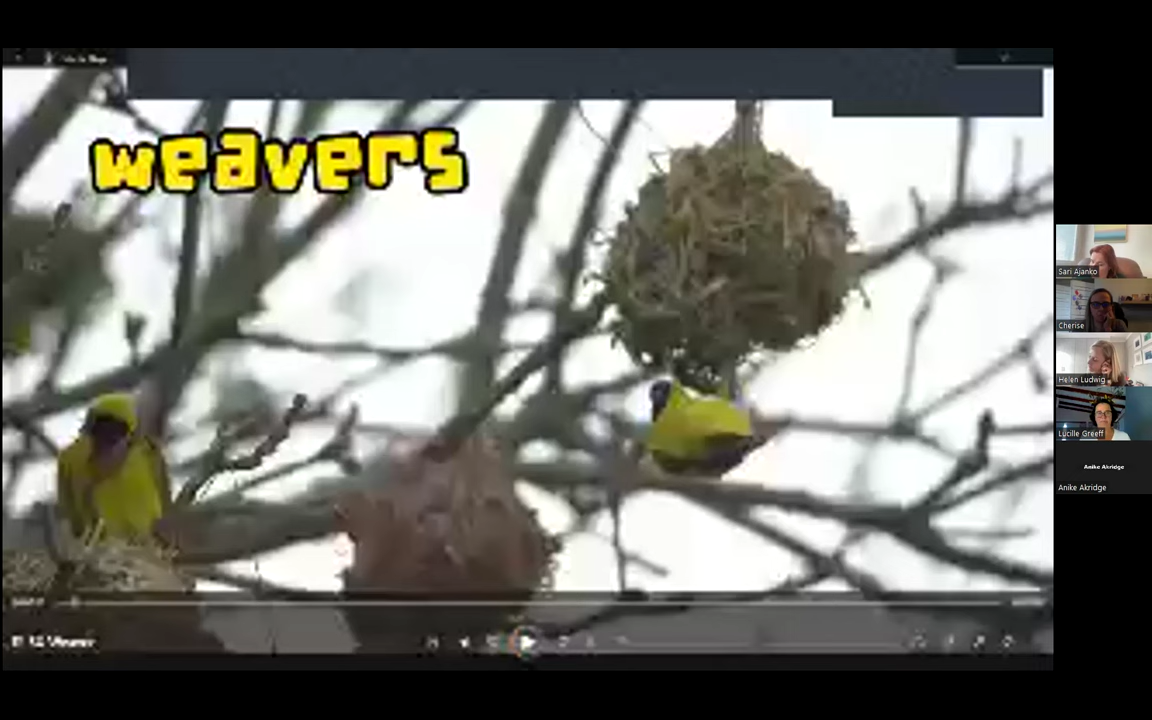 weavers
Sari Ajanko
Cherise
Helen Ludwig
Lucille Greeff
Anike Akridge
Anike Akridge